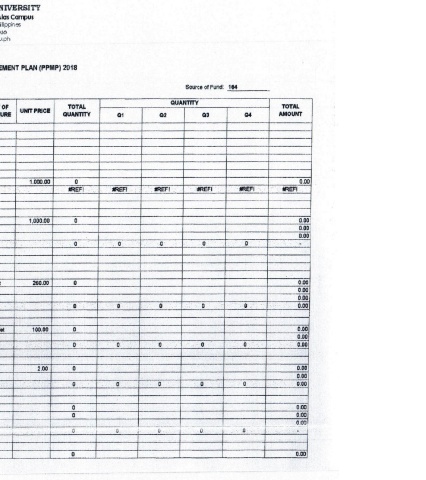 NIVERSITY
las Campus
ilippines
EMENT PLAN (PPMP) 2018
Source of Fund: 164
OF URE UNIT PRICE TOTAL QUANTITY QUANTITY TOTAL AMOUNT
Q1 Q2 Q3 Q4
1,000.00 0 0.00
#REF! #REF! #REF! #REF! #REF! #REF!
1,000.00 0 0.00
0.00
0.00
0 0 0 0 0 -
260.00 0 0.00
0.00
0.00
0 0 0 0 0 0.00
100.00 0 0.00
0.00
0 0 0 0 0 0.00
2.00 0 0.00
0.00
0 0 0 0 0 0.00
0 0.00
0 0.00
0.00
0 0 0 0 0 -
0 0.00